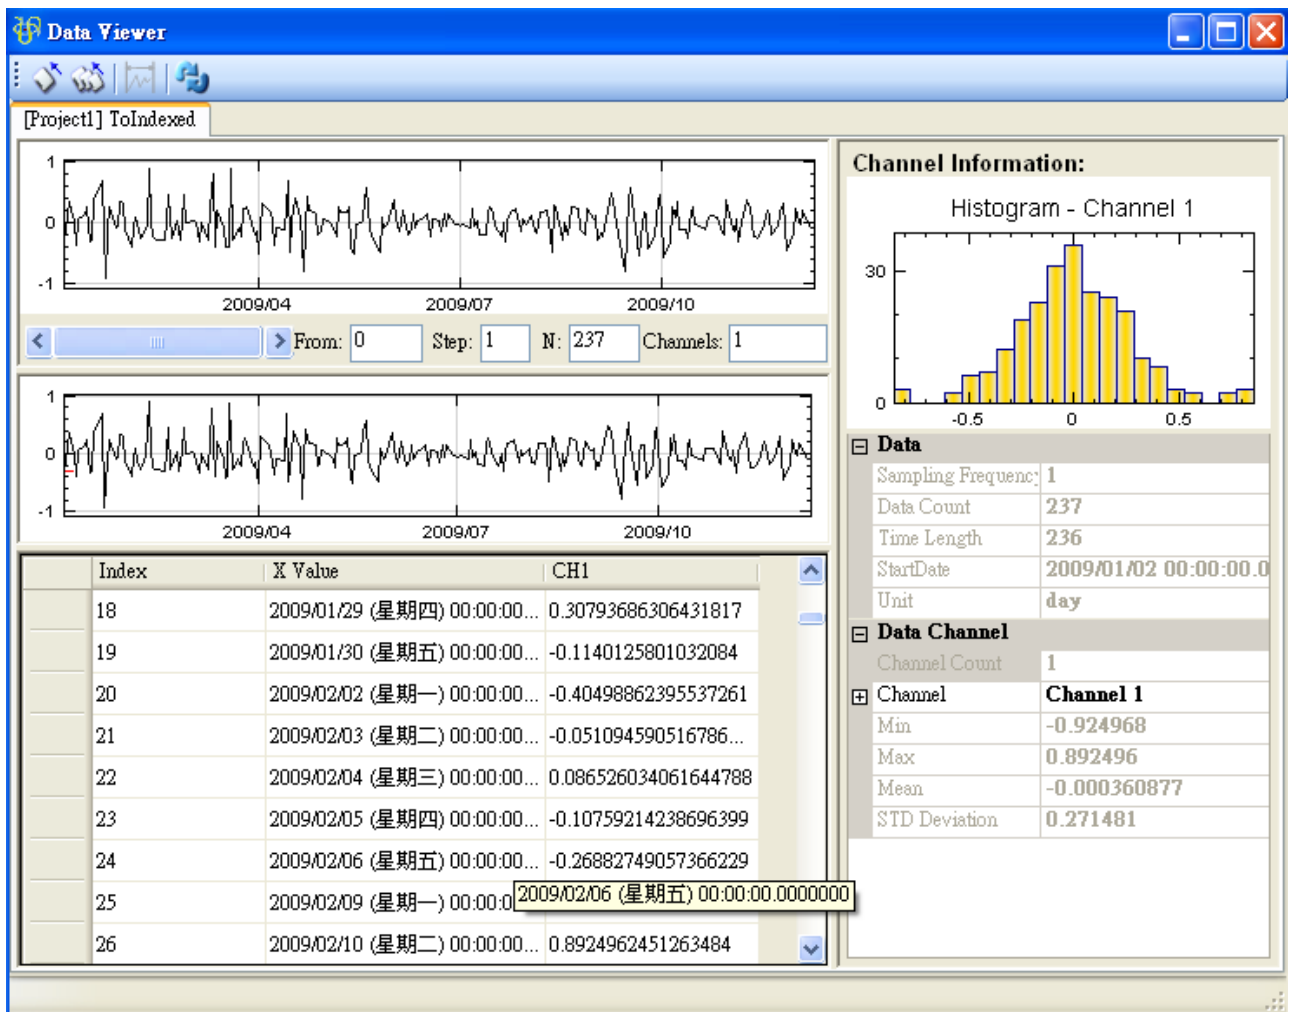 Data Viewer
[Project1] ToIndexed
1
0
-1
2009/04 2009/07 2009/10
From: 0 Step: 1 N: 237 Channels: 1
1
0
-1
2009/04 2009/07 2009/10
Index X Value CH1
18 2009/01/29 (星期四) 00:00:00... 0.30793686306431817
19 2009/01/30 (星期五) 00:00:00... -0.1140125801032084
20 2009/02/02 (星期一) 00:00:00... -0.40498862395537261
21 2009/02/03 (星期二) 00:00:00... -0.051094590516786...
22 2009/02/04 (星期三) 00:00:00... 0.086526034061644788
23 2009/02/05 (星期四) 00:00:00... -0.10759214238696399
24 2009/02/06 (星期五) 00:00:00... -0.26882749057366229
2009/02/06 (星期五) 00:00:00.0000000
25 2009/02/09 (星期一) 00:00:0
26 2009/02/10 (星期二) 00:00:00... 0.8924962451263484
Channel Information:
Histogram - Channel 1
30
0
-0.5 0 0.5
Data
Sampling Frequency 1
Data Count 237
Time Length 236
StartDate 2009/01/02 00:00:00.0
Unit day
Data Channel
Channel Count 1
Channel Channel 1
Min -0.924968
Max 0.892496
Mean -0.000360877
STD Deviation 0.271481